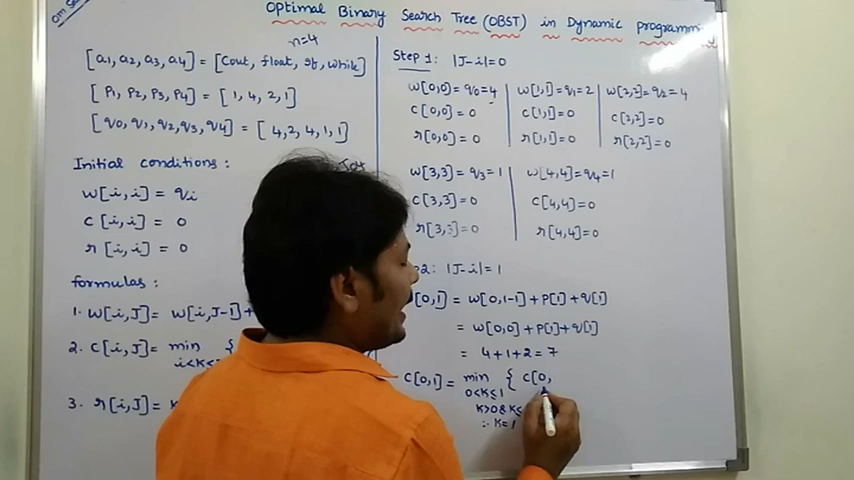 Optimal Binary Search Tree (OBST) in Dynamic programming
n=4
[a1, a2, a3, a4] = [Cout, float, if, while]
[P1, P2, P3, P4] = [1, 4, 2, 1]
[q0, q1, q2, q3, q4] = [4, 2, 4, 1, 1]
Initial conditions:
w[i,i] = qi
c[i,i] = 0
r[i,i] = 0
formulas:
1. w[i,J] = w[i,J-1] +
2. c[i,J] = min {
i<K≤
3. r[i,J] = K
Step 1: |J-i|=0
w[0,0]=q0=4
c[0,0]=0
r[0,0]=0
w[1,1]=q1=2
c[1,1]=0
r[1,1]=0
w[2,2]=q2=4
c[2,2]=0
r[2,2]=0
w[3,3]=q3=1
c[3,3]=0
r[3,3]=0
w[4,4]=q4=1
c[4,4]=0
r[4,4]=0
2: |J-i|=1
[0,1] = w[0,1-1] + P[1] + q[1]
= w[0,0] + P[1] + q[1]
= 4+1+2 = 7
c[0,1] = min { c[0,
0<K≤1
K>0&K≤
∴ K=1